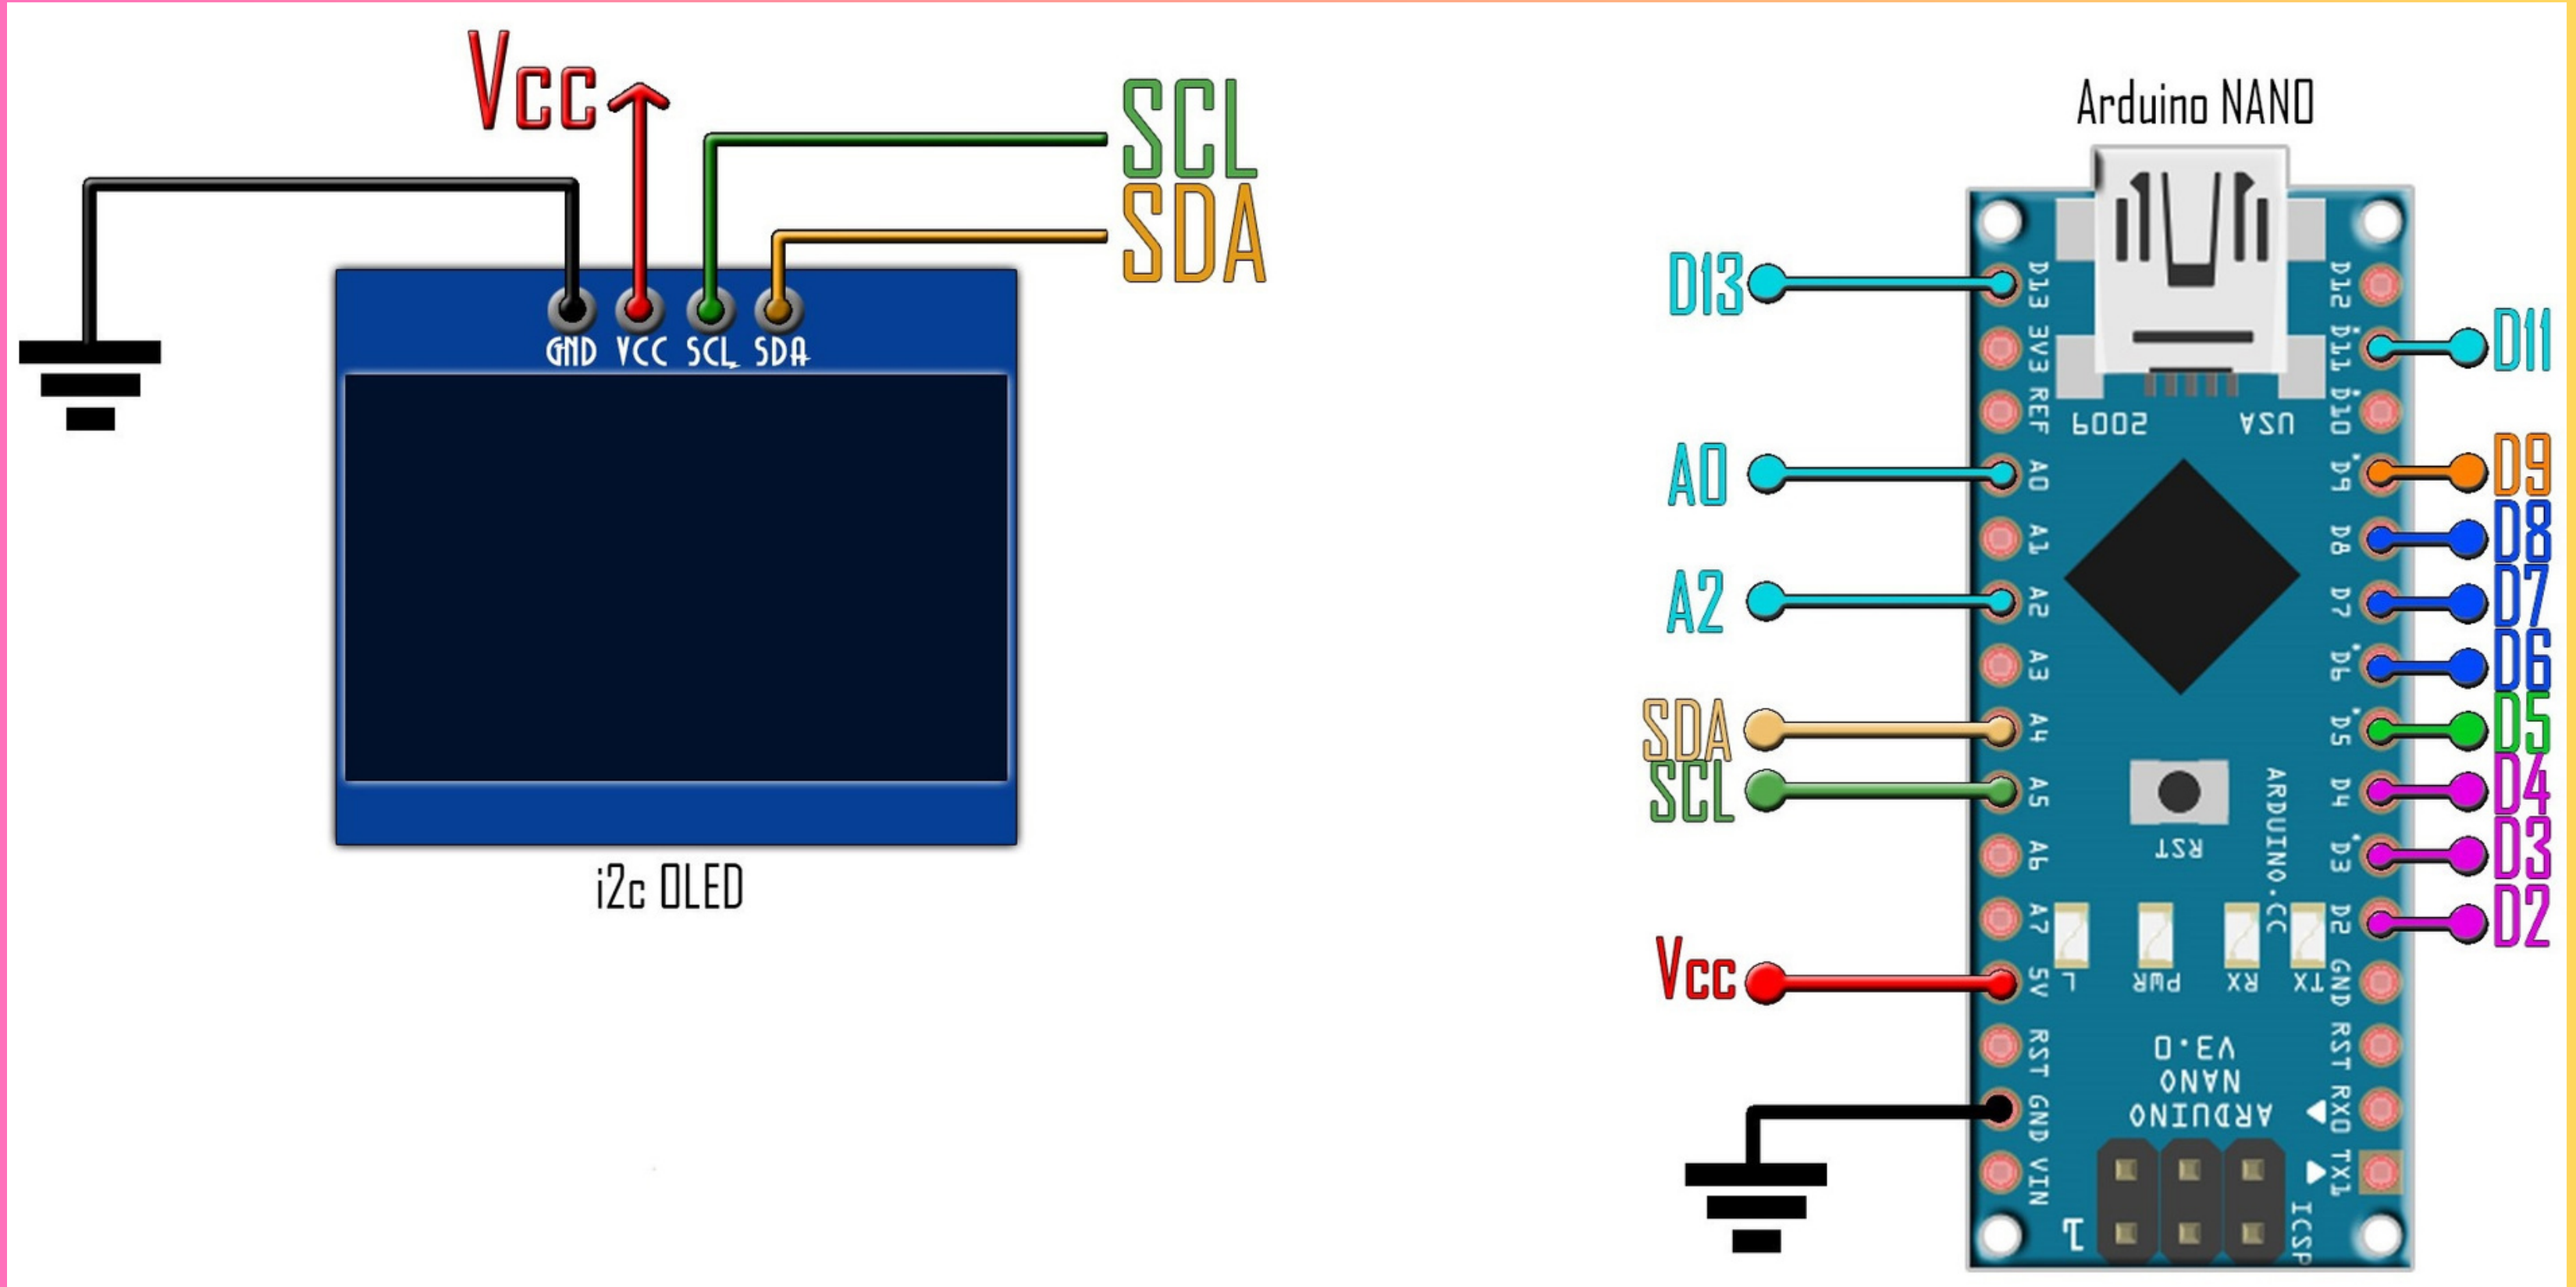 Vcc
SCL
SDA
GND VCC SCL SDA
i2c OLED
Arduino NANO
D13
A0
A2
SDA
SCL
Vcc
D13
3V3
REF
A0
A1
A2
A3
A4
A5
A6
A7
5V
RST
GND
VIN
2009 USA
RST
ARDUINO.CC
L PWR RX TX
ARDUINO
NANO
V3.0
1
ICSP
D12
D11
D10
D9
D8
D7
D6
D5
D4
D3
D2
GND
RST
RX0
TX1
D11
D9
D8
D7
D6
D5
D4
D3
D2